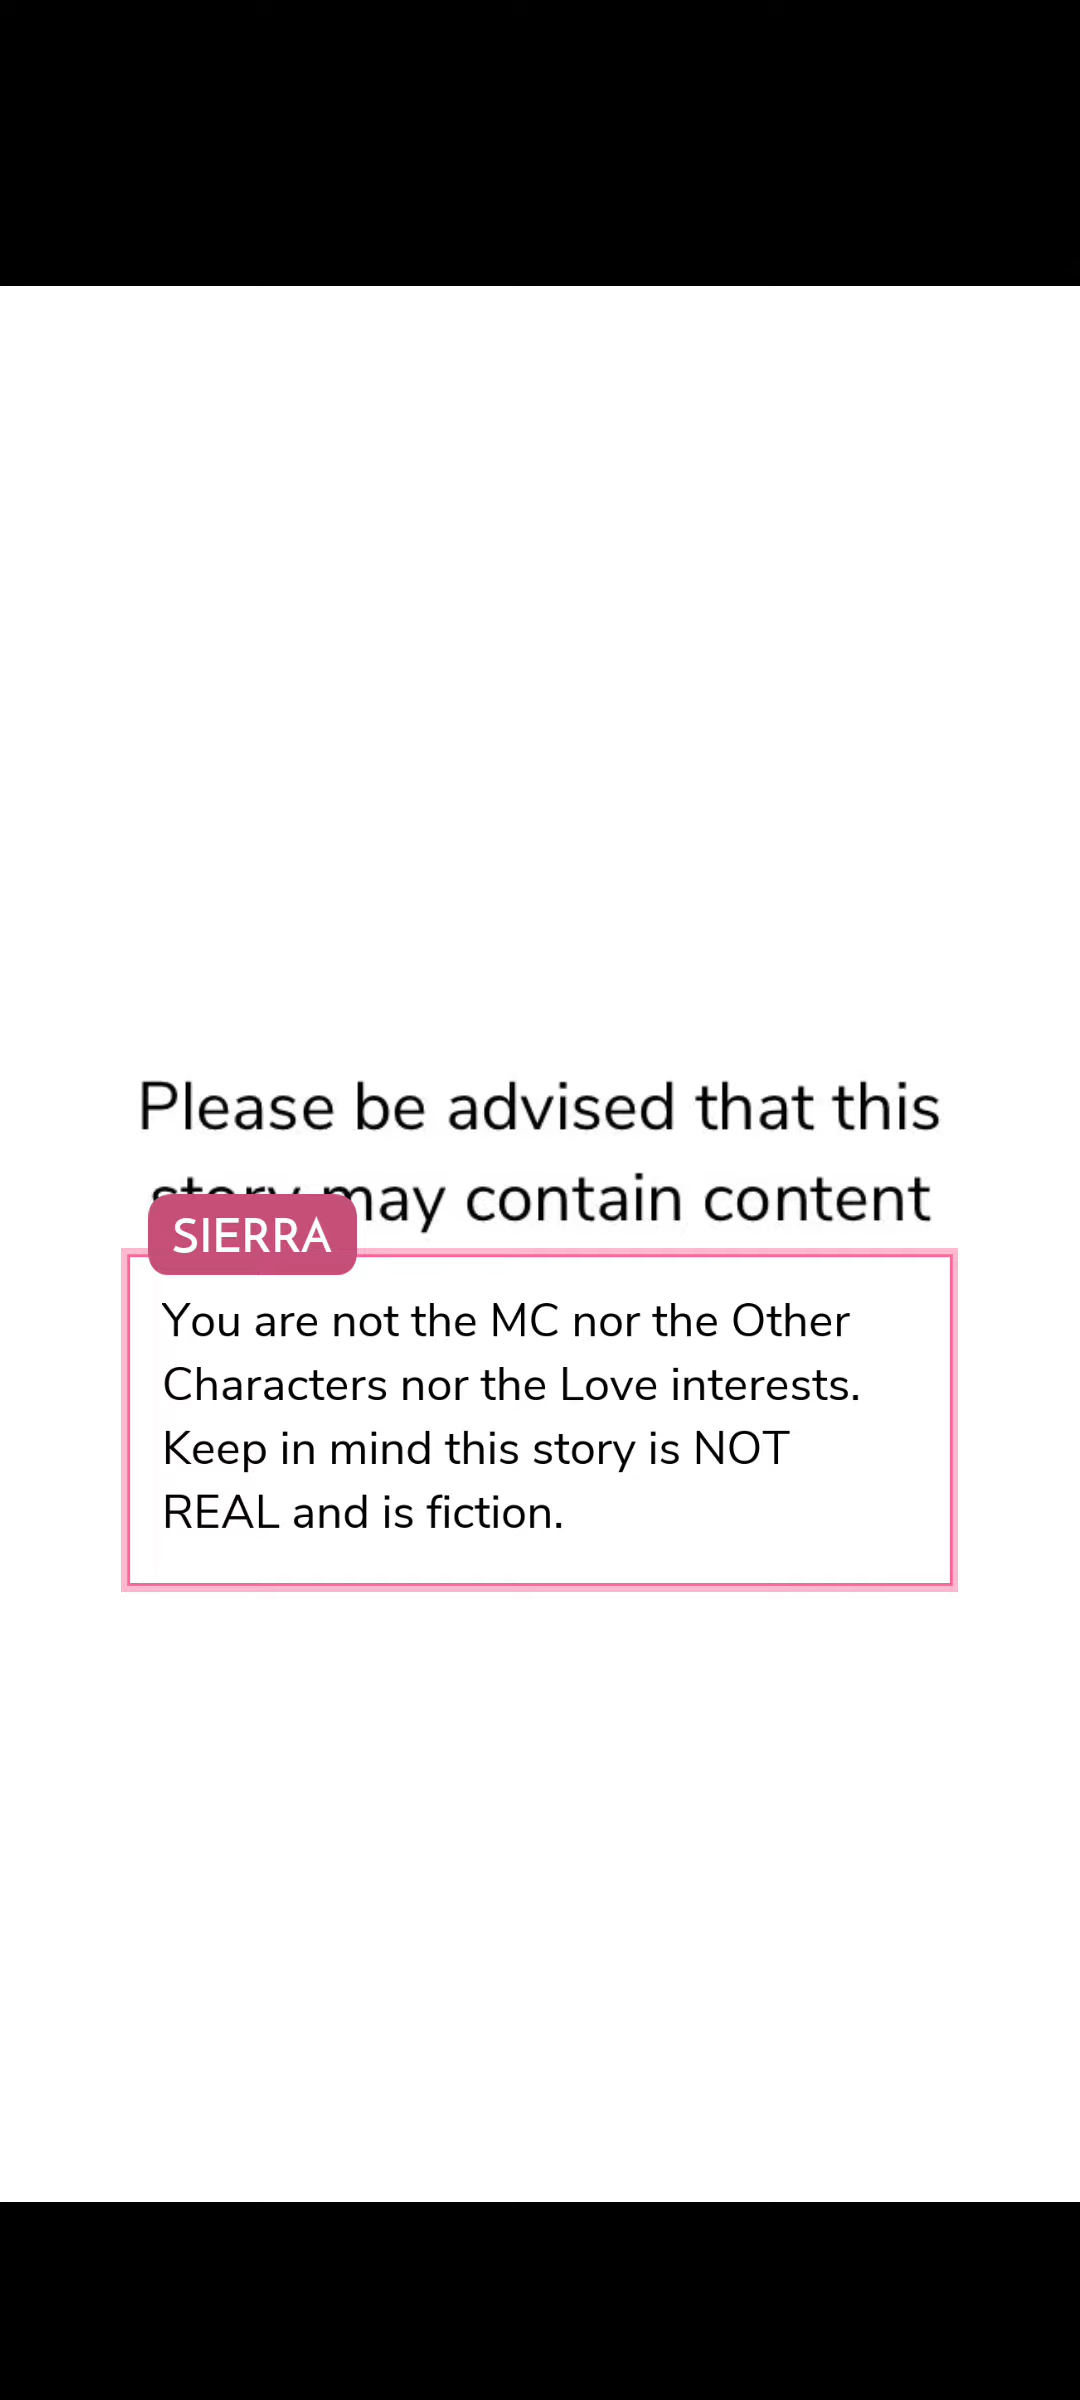 Please be advised that this
story may contain content
SIERRA
You are not the MC nor the Other
Characters nor the Love interests.
Keep in mind this story is NOT
REAL and is fiction.